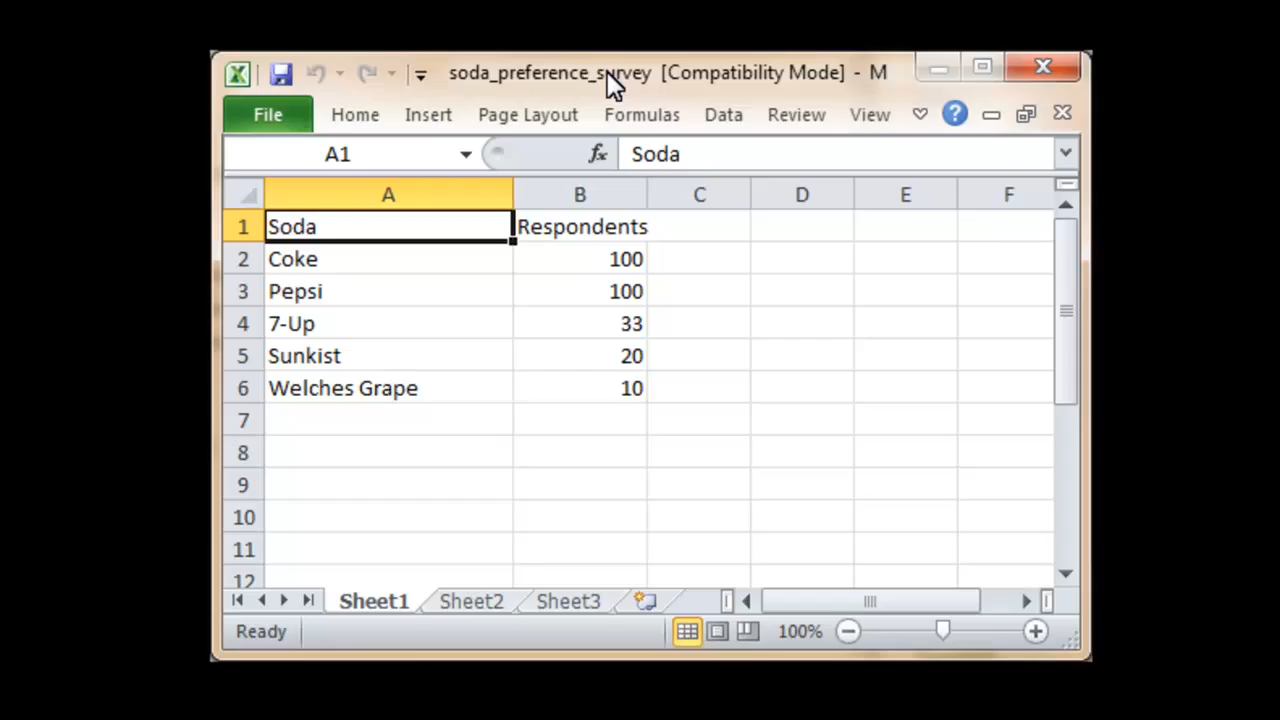 soda_preference_survey [Compatibility Mode] - M
File Home Insert Page Layout Formulas Data Review View
A1 fx Soda
A B C D E F
1 Soda Respondents
2 Coke 100
3 Pepsi 100
4 7-Up 33
5 Sunkist 20
6 Welches Grape 10
7
8
9
10
11
12
Sheet1 Sheet2 Sheet3
Ready 100%